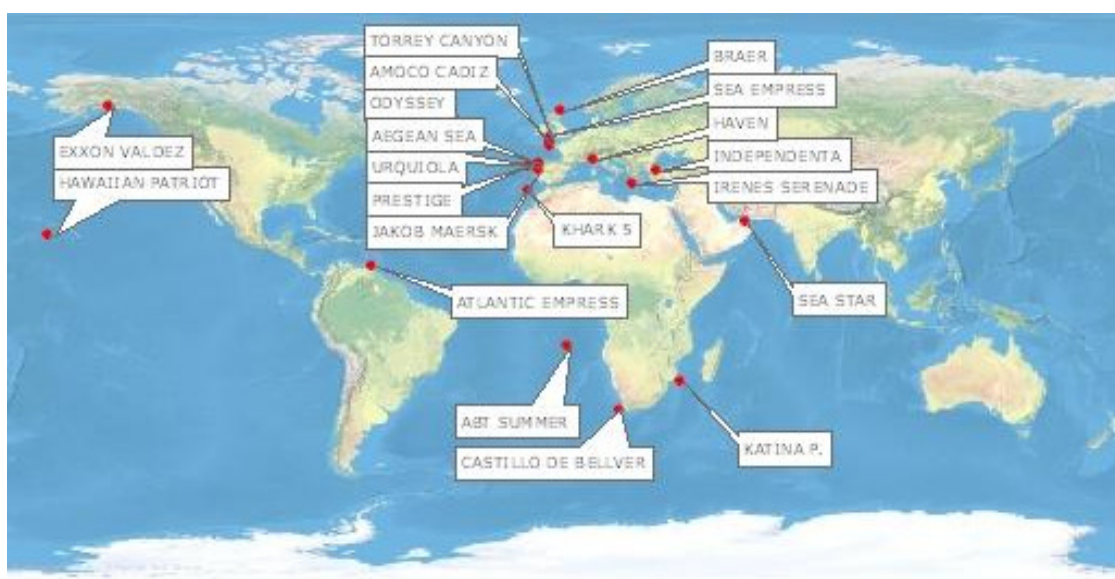 TORREY CANYON
AMOCO CADIZ
ODYSSEY
AEGEAN SEA
URQUIOLA
PRESTIGE
JAKOB MAERSK
KHARK 5
BRAER
SEA EMPRESS
HAVEN
INDEPENDENTA
IRENES SERENADE
EXXON VALDEZ
HAWAIIAN PATRIOT
ATLANTIC EMPRESS
SEA STAR
ABT SUMMER
CASTILLO DE BELLVER
KATINA P.